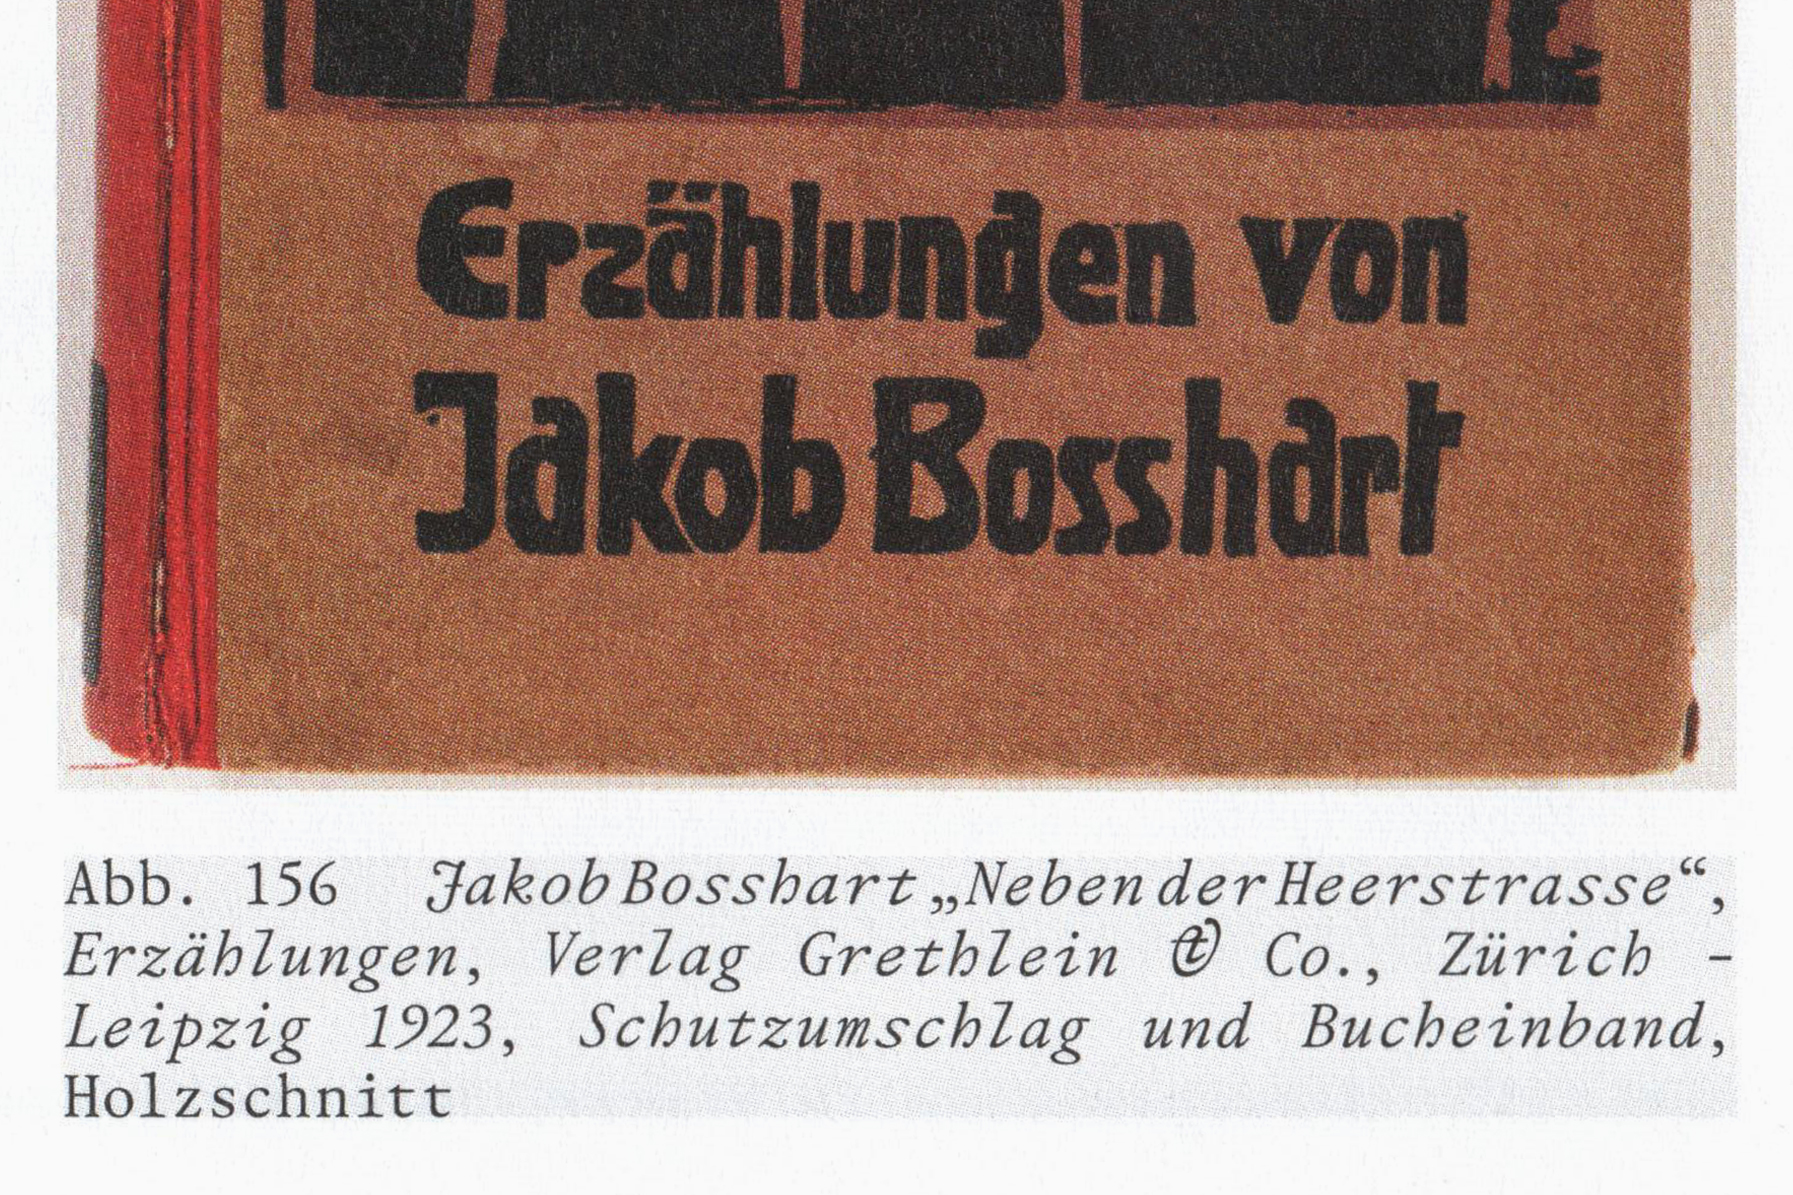 Erzählungen von
Jakob Bosshart
Abb. 156 Jakob Bosshart „Neben der Heerstrasse“,
Erzählungen, Verlag Grethlein & Co., Zürich –
Leipzig 1923, Schutzumschlag und Bucheinband,
Holzschnitt